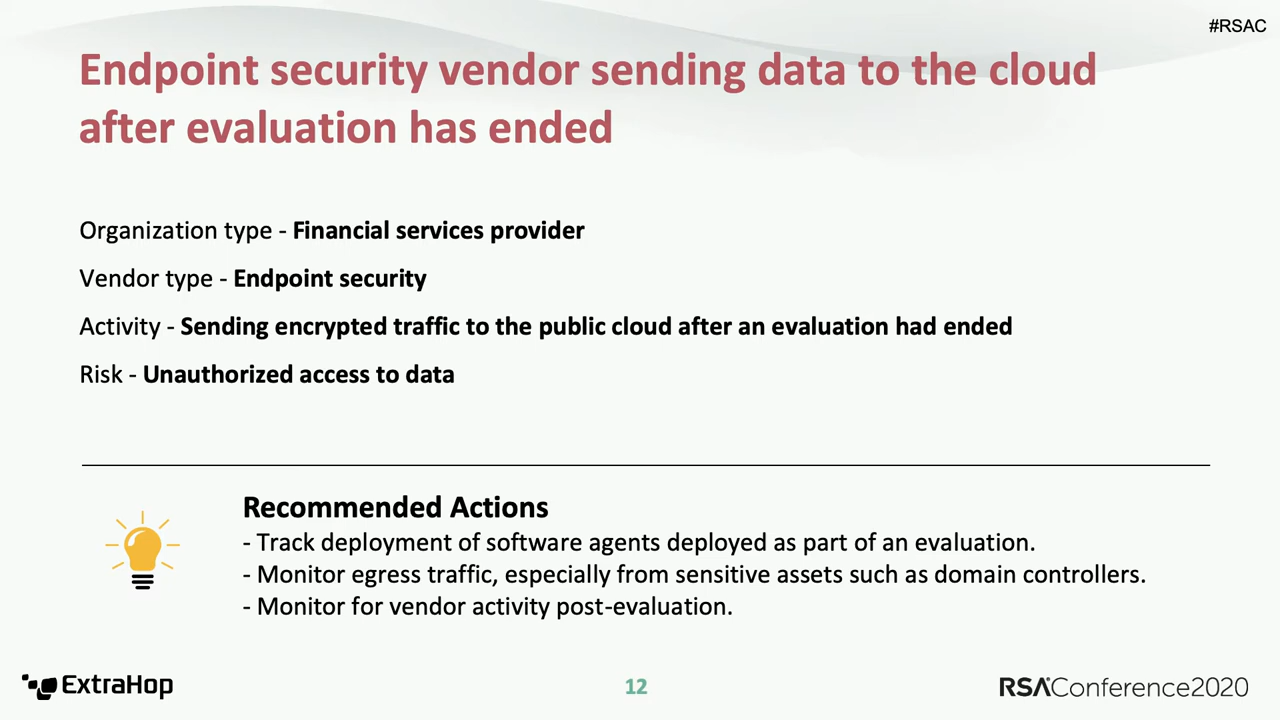 #RSAC
Endpoint security vendor sending data to the cloud
after evaluation has ended
Organization type - Financial services provider
Vendor type - Endpoint security
Activity - Sending encrypted traffic to the public cloud after an evaluation had ended
Risk - Unauthorized access to data
Recommended Actions
- Track deployment of software agents deployed as part of an evaluation.
- Monitor egress traffic, especially from sensitive assets such as domain controllers.
- Monitor for vendor activity post-evaluation.
ExtraHop
12
RSAConference2020